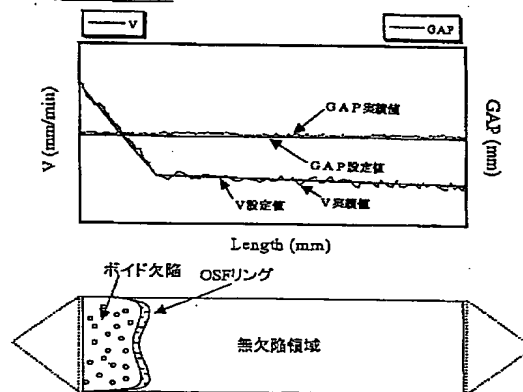 V
GAP
V (mm/min)
GAP (mm)
GAP実績値
GAP設定値
V設定値
V実績値
Length (mm)
ボイド欠陥
OSFリング
無欠陥領域